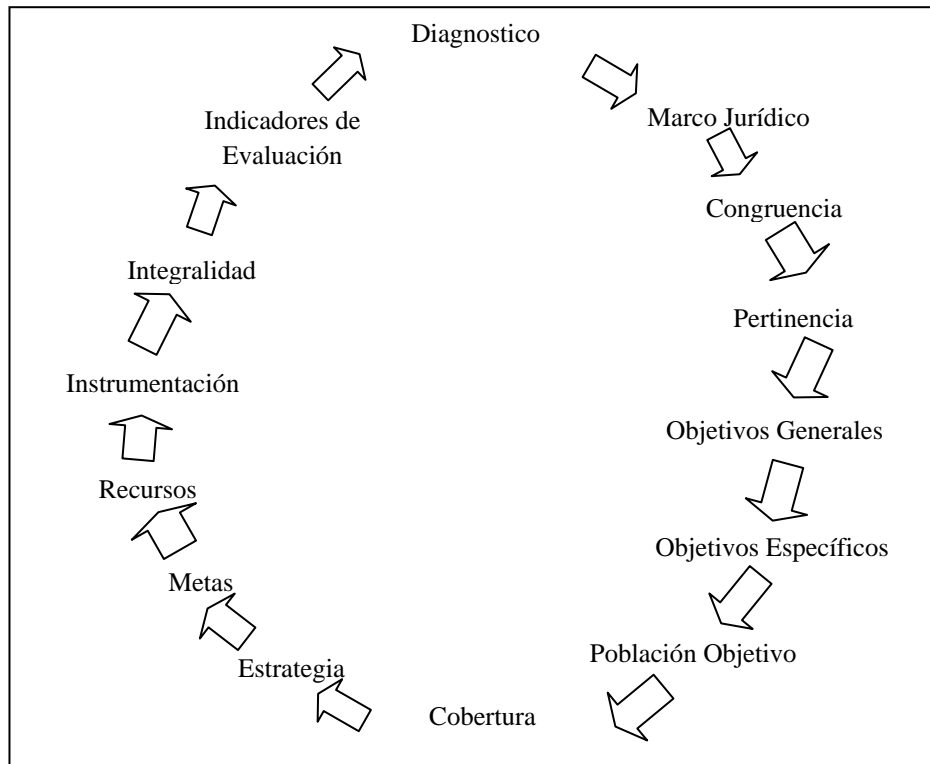 Diagnostico
Marco Jurídico
Congruencia
Pertinencia
Objetivos Generales
Objetivos Específicos
Población Objetivo
Cobertura
Estrategia
Metas
Recursos
Instrumentación
Integralidad
Indicadores de
Evaluación